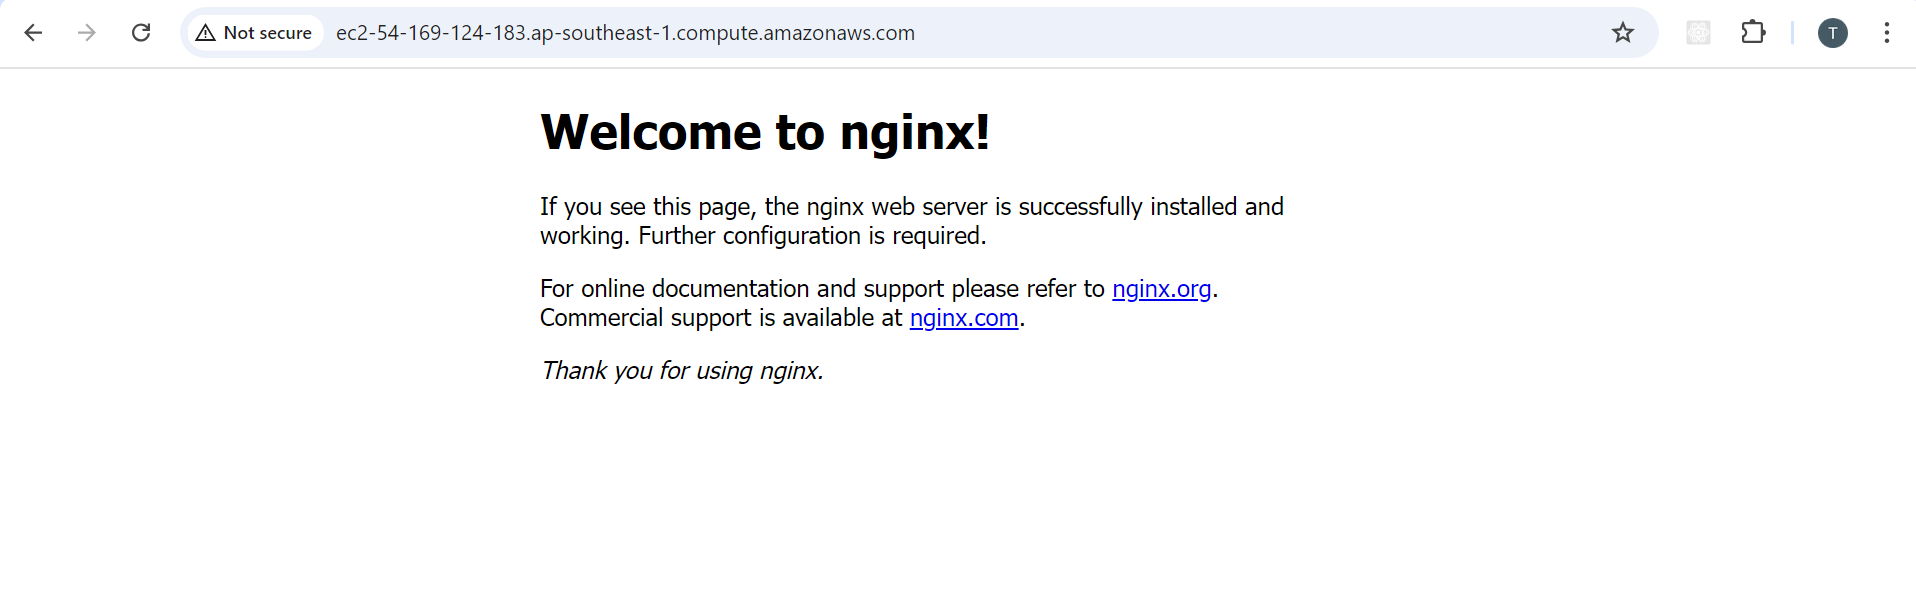 Not secure
ec2-54-169-124-183.ap-southeast-1.compute.amazonaws.com
T
Welcome to nginx!
If you see this page, the nginx web server is successfully installed and
working. Further configuration is required.
For online documentation and support please refer to nginx.org.
Commercial support is available at nginx.com.
Thank you for using nginx.